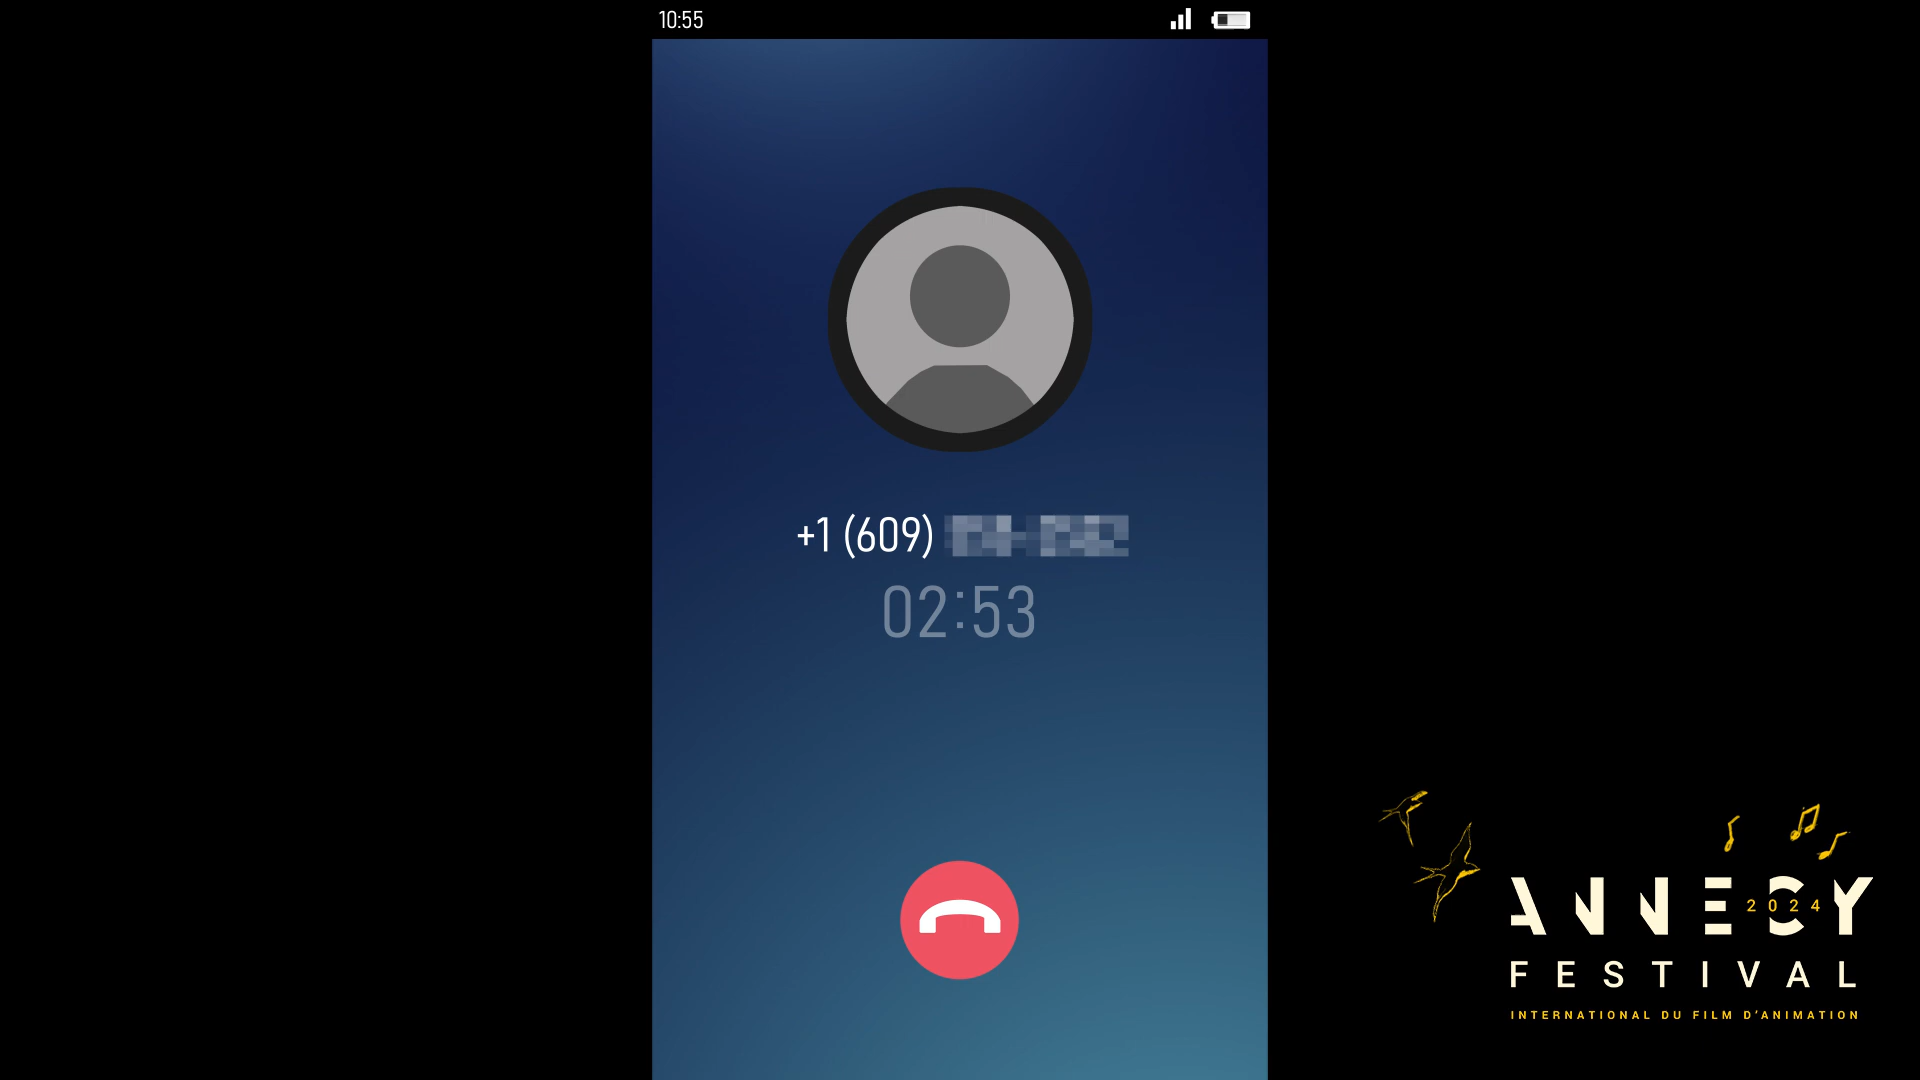 10:55
+1 (609)
02:53
ANNECY
2024
FESTIVAL
INTERNATIONAL DU FILM D'ANIMATION